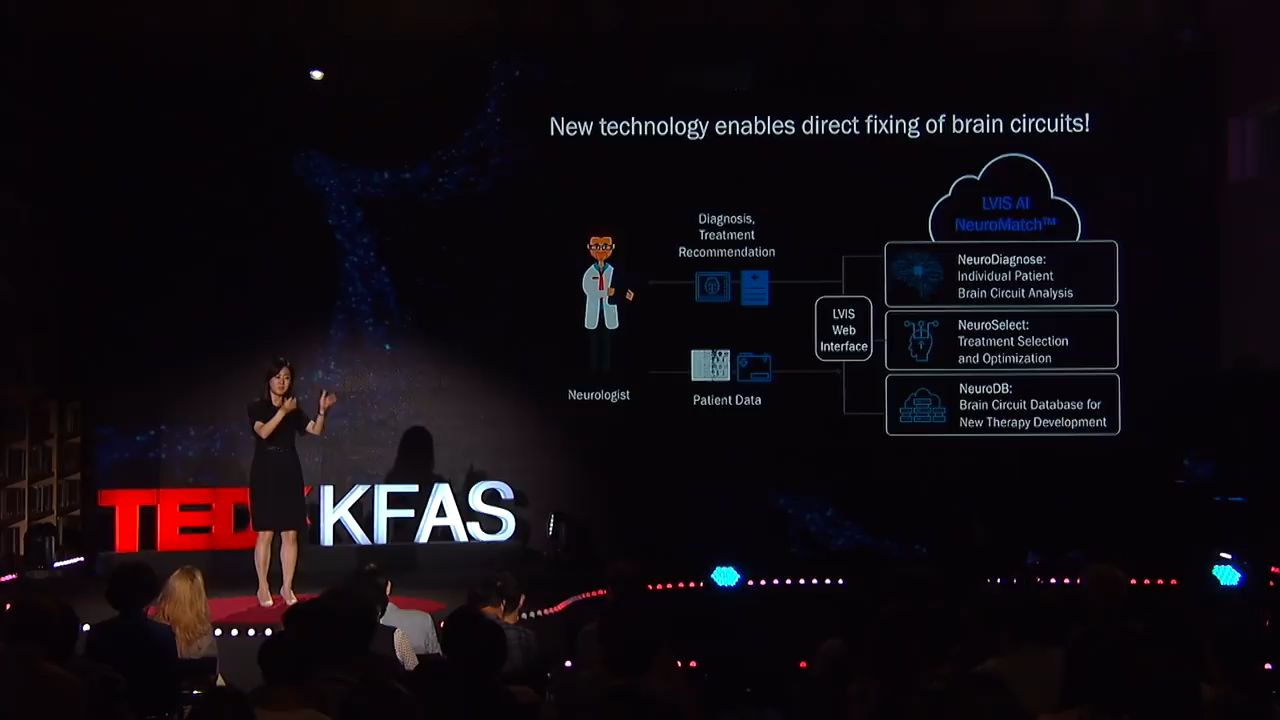 New technology enables direct fixing of brain circuits!
LVIS AI
NeuroMatch™
Diagnosis,
Treatment
Recommendation
NeuroDiagnose:
Individual Patient
Brain Circuit Analysis
LVIS
Web
Interface
NeuroSelect:
Treatment Selection
and Optimization
Neurologist
Patient Data
NeuroDB:
Brain Circuit Database for
New Therapy Development
TEDx KFAS